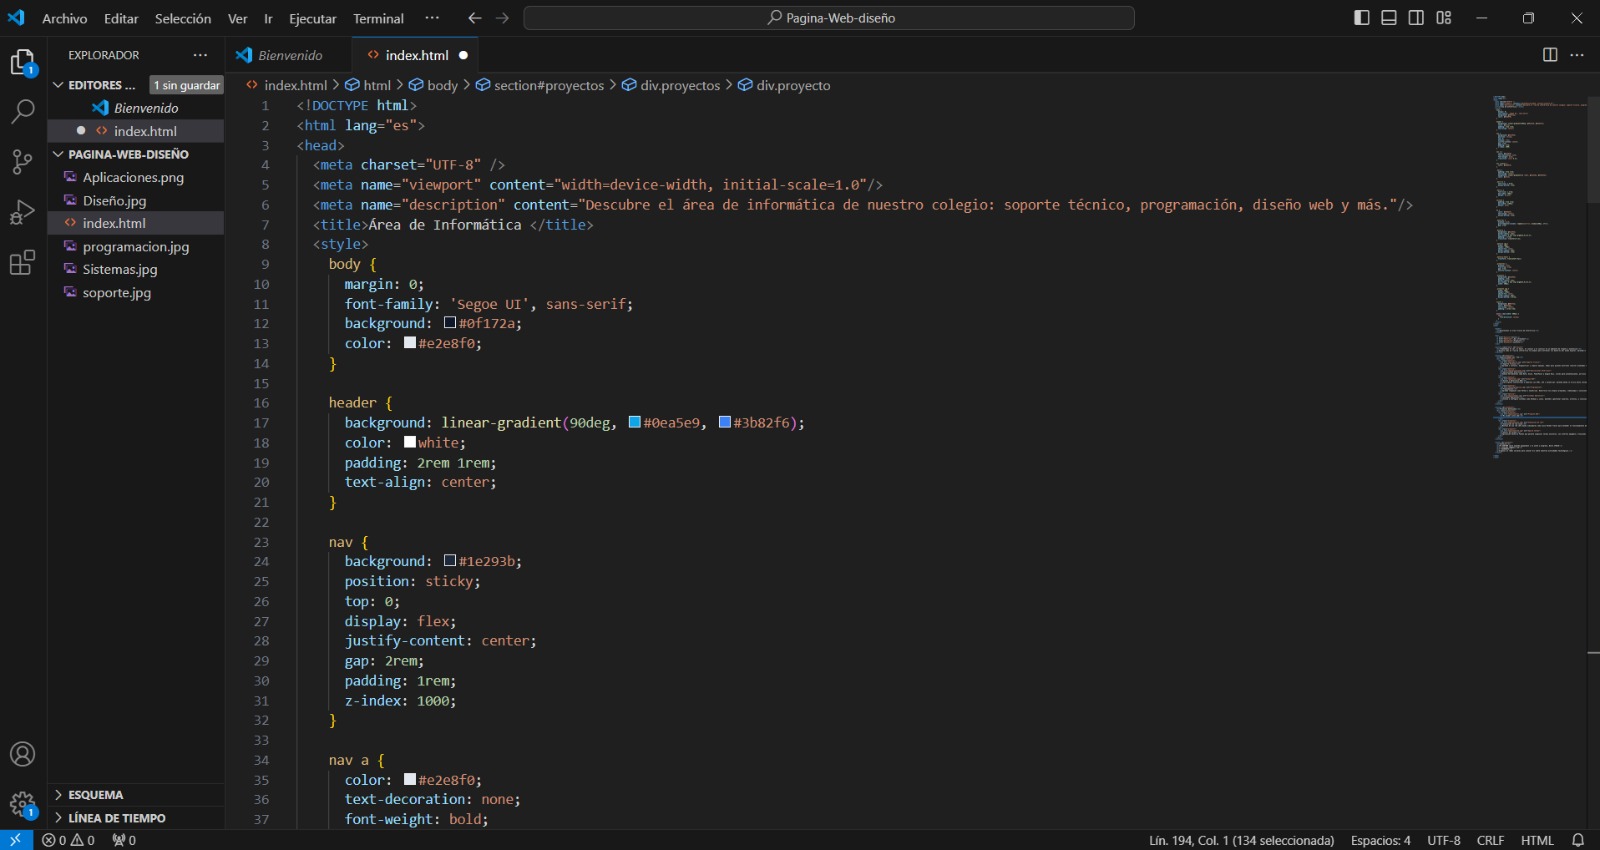 Archivo Editar Selección Ver Ir Ejecutar Terminal ··· Pagina-Web-diseño
EXPLORADOR ···
EDITORES ... 1 sin guardar
Bienvenido
index.html
PAGINA-WEB-DISEÑO
Aplicaciones.png
Diseño.jpg
index.html
programacion.jpg
Sistemas.jpg
soporte.jpg
ESQUEMA
LÍNEA DE TIEMPO
1
1
Bienvenido index.html
index.html > html > body > section#proyectos > div.proyectos > div.proyecto
1 <!DOCTYPE html>
2 <html lang="es">
3 <head>
4 <meta charset="UTF-8" />
5 <meta name="viewport" content="width=device-width, initial-scale=1.0"/>
6 <meta name="description" content="Descubre el área de informática de nuestro colegio: soporte técnico, programación, diseño web y más."/>
7 <title>Área de Informática </title>
8 <style>
9 body {
10 margin: 0;
11 font-family: 'Segoe UI', sans-serif;
12 background: #0f172a;
13 color: #e2e8f0;
14 }
15
16 header {
17 background: linear-gradient(90deg, #0ea5e9, #3b82f6);
18 color: white;
19 padding: 2rem 1rem;
20 text-align: center;
21 }
22
23 nav {
24 background: #1e293b;
25 position: sticky;
26 top: 0;
27 display: flex;
28 justify-content: center;
29 gap: 2rem;
30 padding: 1rem;
31 z-index: 1000;
32 }
33
34 nav a {
35 color: #e2e8f0;
36 text-decoration: none;
37 font-weight: bold;
0 0 0 Lín. 194, Col. 1 (134 seleccionada) Espacios: 4 UTF-8 CRLF HTML